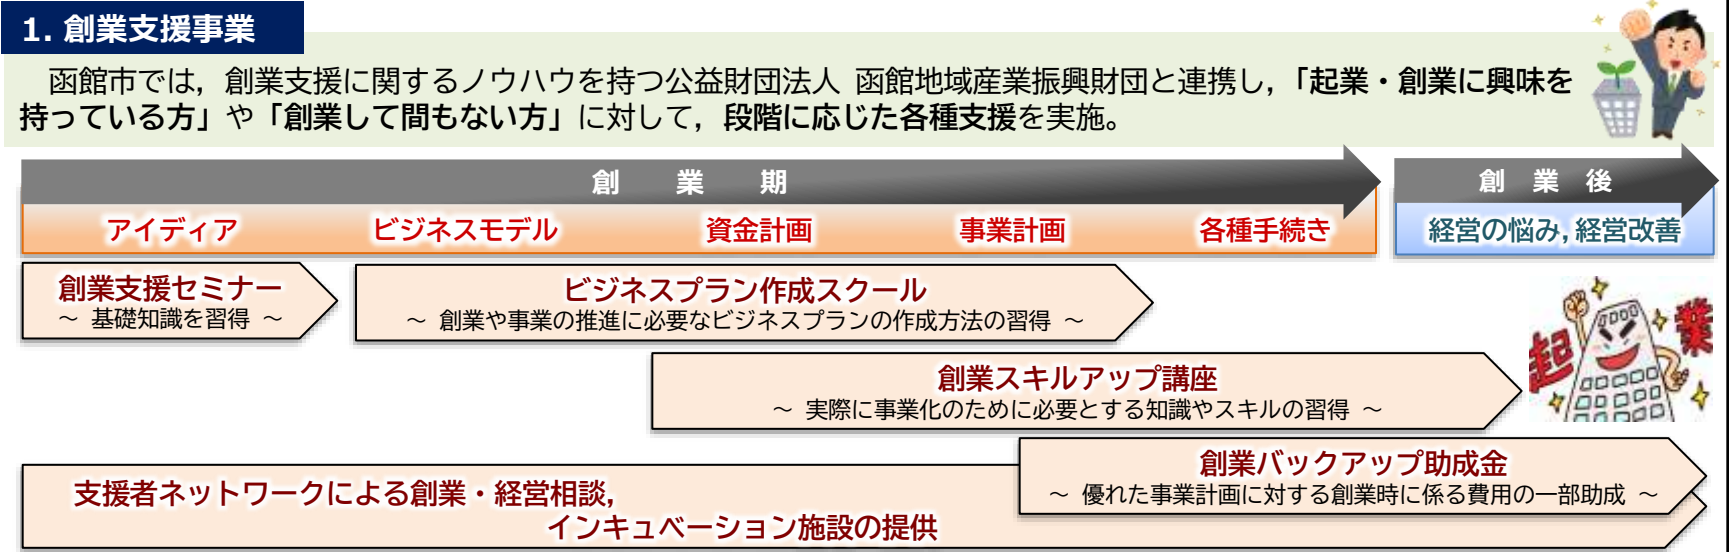 1. 創業支援事業
函館市では，創業支援に関するノウハウを持つ公益財団法人 函館地域産業振興財団と連携し，「起業・創業に興味を
持っている方」や「創業して間もない方」に対して，段階に応じた各種支援を実施。
創　業　期
創　業　後
アイディア
ビジネスモデル
資金計画
事業計画
各種手続き
経営の悩み，経営改善
創業支援セミナー
～ 基礎知識を習得 ～
ビジネスプラン作成スクール
～ 創業や事業の推進に必要なビジネスプランの作成方法の習得 ～
創業スキルアップ講座
～ 実際に事業化のために必要とする知識やスキルの習得 ～
起業
創業バックアップ助成金
～ 優れた事業計画に対する創業時に係る費用の一部助成 ～
支援者ネットワークによる創業・経営相談，
インキュベーション施設の提供